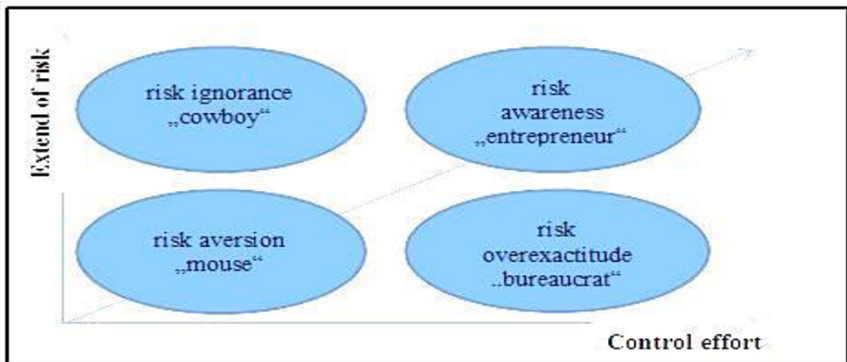 Extend of risk
risk ignorance
„cowboy“
risk
awareness
„entrepreneur“
risk aversion
„mouse“
risk
overexactitude
..bureaucrat“
Control effort